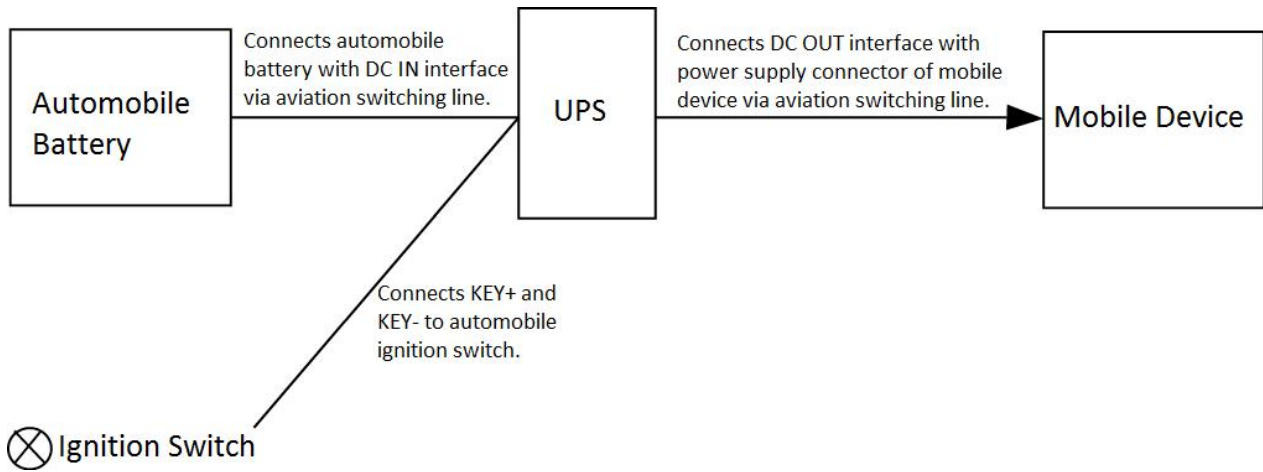 Automobile
Battery
Connects automobile
battery with DC IN interface
via aviation switching line.
UPS
Connects DC OUT interface with
power supply connector of mobile
device via aviation switching line.
Mobile Device
Connects KEY+ and
KEY- to automobile
ignition switch.
Ignition Switch